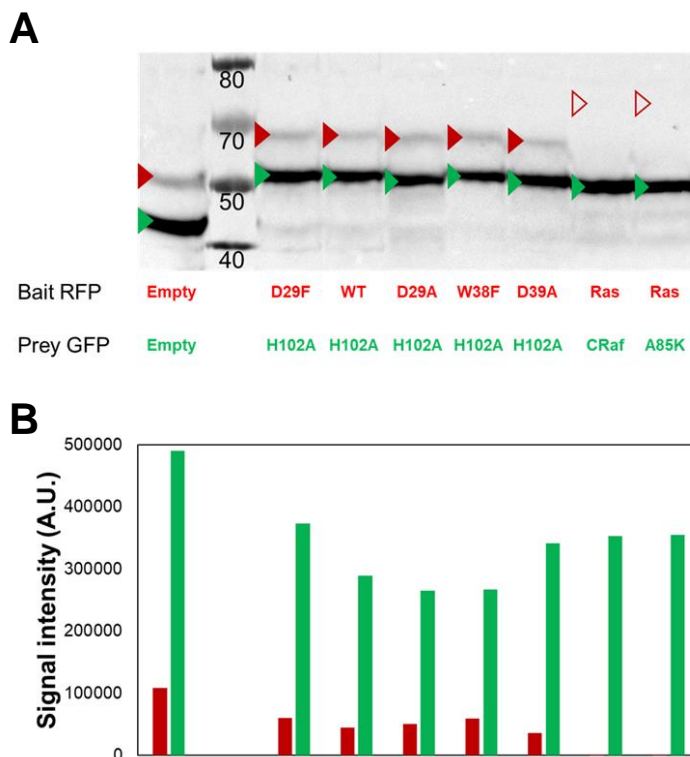 A
80
70
50
40
Bait RFP Empty D29F WT D29A W38F D39A Ras Ras
Prey GFP Empty H102A H102A H102A H102A H102A CRaf A85K
B
500000
400000
300000
200000
100000
0
Signal intensity (A.U.)